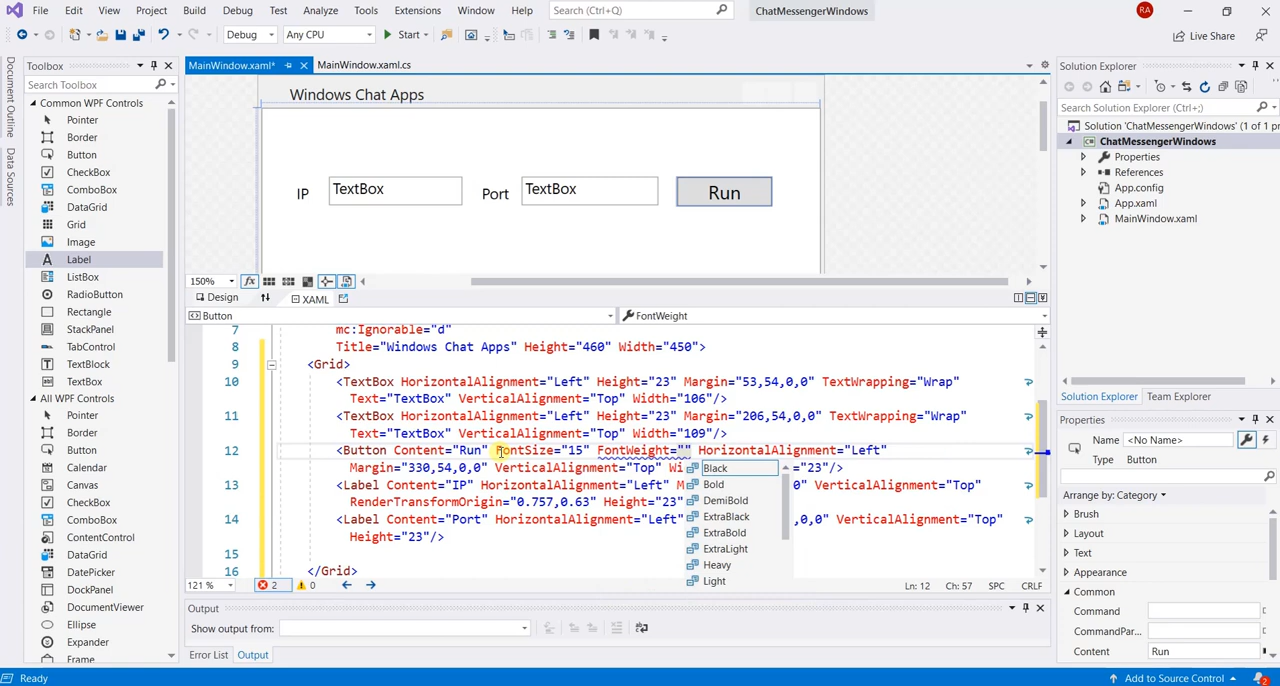 File Edit View Project Build Debug Test Analyze Tools Extensions Window Help Search (Ctrl+Q) ChatMessengerWindows RA
Debug Any CPU Start Live Share
Document Outline
Data Sources
Toolbox
Search Toolbox
Common WPF Controls
Pointer
Border
Button
CheckBox
ComboBox
DataGrid
Grid
Image
A Label
ListBox
RadioButton
Rectangle
StackPanel
TabControl
TextBlock
TextBox
All WPF Controls
Pointer
Border
Button
Calendar
Canvas
CheckBox
ComboBox
ContentControl
DataGrid
DatePicker
DockPanel
DocumentViewer
Ellipse
Expander
Frame
MainWindow.xaml* MainWindow.xaml.cs
Windows Chat Apps
IP TextBox Port TextBox Run
150% fx
Design XAML
Button FontWeight
7 mc:Ignorable="d"
8 Title="Windows Chat Apps" Height="460" Width="450">
9 <Grid>
10 <TextBox HorizontalAlignment="Left" Height="23" Margin="53,54,0,0" TextWrapping="Wrap"
Text="TextBox" VerticalAlignment="Top" Width="106"/>
11 <TextBox HorizontalAlignment="Left" Height="23" Margin="206,54,0,0" TextWrapping="Wrap"
Text="TextBox" VerticalAlignment="Top" Width="109"/>
12 <Button Content="Run" FontSize="15" FontWeight="" HorizontalAlignment="Left"
Margin="330,54,0,0" VerticalAlignment="Top" Wi ="23"/>
13 <Label Content="IP" HorizontalAlignment="Left" M 0" VerticalAlignment="Top"
RenderTransformOrigin="0.757,0.63" Height="23"
14 <Label Content="Port" HorizontalAlignment="Left" ,0,0" VerticalAlignment="Top"
Height="23"/>
15
16 </Grid>
Black
Bold
DemiBold
ExtraBlack
ExtraBold
ExtraLight
Heavy
Light
121 % 2 0 Ln: 12 Ch: 57 SPC CRLF
Output
Show output from:
Error List Output
Solution Explorer
Search Solution Explorer (Ctrl+;)
Solution 'ChatMessengerWindows' (1 of 1 pr
ChatMessengerWindows
Properties
References
App.config
App.xaml
MainWindow.xaml
Solution Explorer Team Explorer
Properties
Name <No Name>
Type Button
Arrange by: Category
Brush
Layout
Text
Appearance
Common
Command
CommandPar...
Content Run
Ready Add to Source Control 2